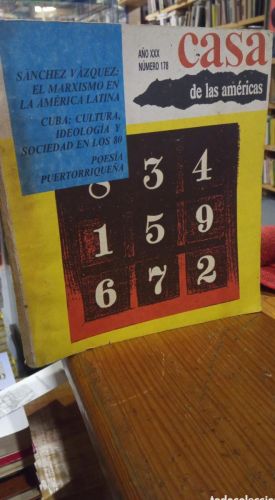 SÁNCHEZ VÁZQUEZ:
EL MARXISMO EN
LA AMÉRICA LATINA
CUBA: CULTURA,
IDEOLOGÍA Y
SOCIEDAD EN LOS 80
POESÍA
PUERTORRIQUEÑA
AÑO XXX
NÚMERO 178
casa
de las américas
8 3 4
1 5 9
6 7 2